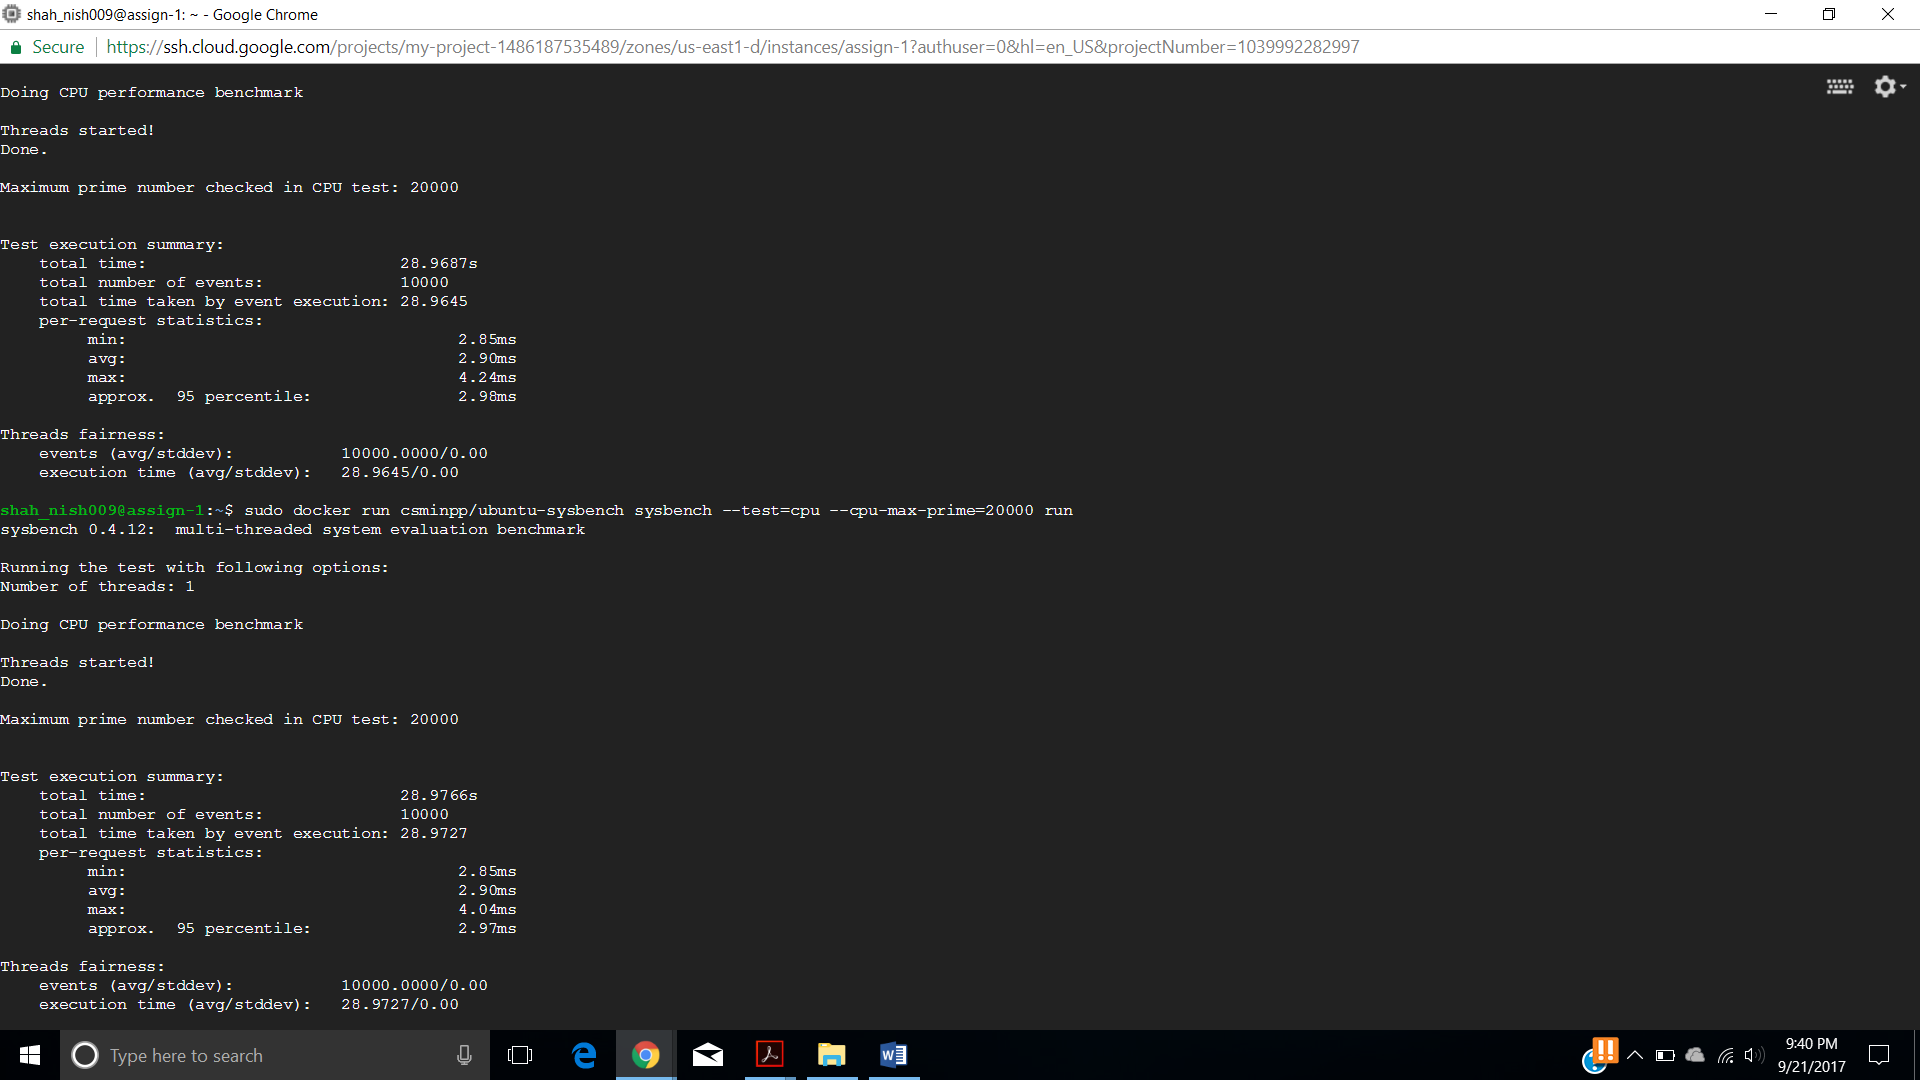 shah_nish009@assign-1: ~ - Google Chrome
Secure https://ssh.cloud.google.com/projects/my-project-1486187535489/zones/us-east1-d/instances/assign-1?authuser=0&hl=en_US&projectNumber=1039992282997
Doing CPU performance benchmark
Threads started!
Done.
Maximum prime number checked in CPU test: 20000
Test execution summary:
total time: 28.9687s
total number of events: 10000
total time taken by event execution: 28.9645
per-request statistics:
min: 2.85ms
avg: 2.90ms
max: 4.24ms
approx. 95 percentile: 2.98ms
Threads fairness:
events (avg/stddev): 10000.0000/0.00
execution time (avg/stddev): 28.9645/0.00
shah_nish009@assign-1:~$ sudo docker run csminpp/ubuntu-sysbench sysbench --test=cpu --cpu-max-prime=20000 run
sysbench 0.4.12: multi-threaded system evaluation benchmark
Running the test with following options:
Number of threads: 1
Doing CPU performance benchmark
Threads started!
Done.
Maximum prime number checked in CPU test: 20000
Test execution summary:
total time: 28.9766s
total number of events: 10000
total time taken by event execution: 28.9727
per-request statistics:
min: 2.85ms
avg: 2.90ms
max: 4.04ms
approx. 95 percentile: 2.97ms
Threads fairness:
events (avg/stddev): 10000.0000/0.00
execution time (avg/stddev): 28.9727/0.00
Type here to search
9:40 PM
9/21/2017